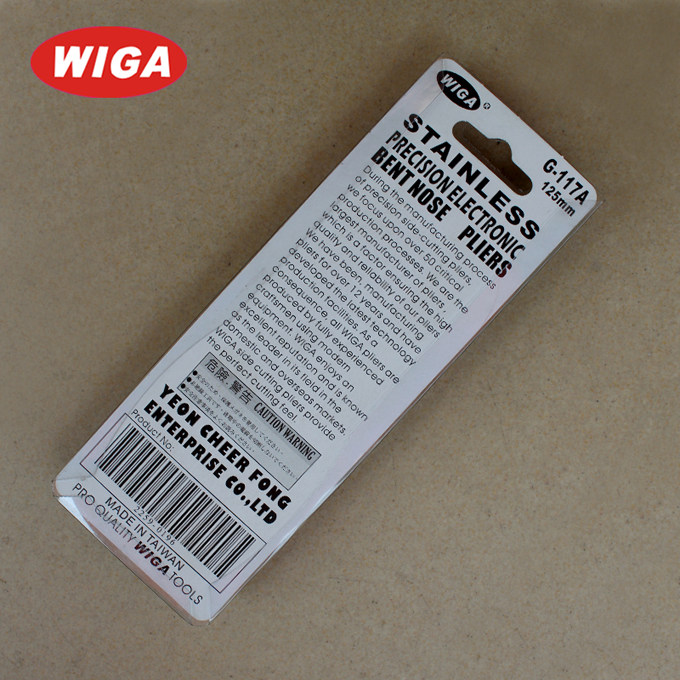 WIGA
WIGA ®
G-117A
125mm
STAINLESS
PRECISION ELECTRONIC
BENT NOSE PLIERS
During the manufacturing process
of precision side-cutting pliers,
we focus upon over 50 critical
production processes. We are the
largest manufacturer of pliers,
which is a factor ensuring the high
quality and reliability of our pliers
We have been, manufacturing
pliers for over 12 years and have
developed the latest technology
production facilities. As a
consequence, all WIGA pliers are
produced by fully experienced
craftemen using modern
equipment. WIGA enjoys an
excellent reputation and is known
as the leader in its field in the
domestic and overseas markets.
WIGA side cutting pliers provide
the perfect cutting feel.
危險.警告 CAUTION WARNING
YEON CHEER FONG
ENTERPRISE CO.,LTD
Product No:
2259 0196
MADE IN TAIWAN
PRO QUALITY WIGA TOOLS